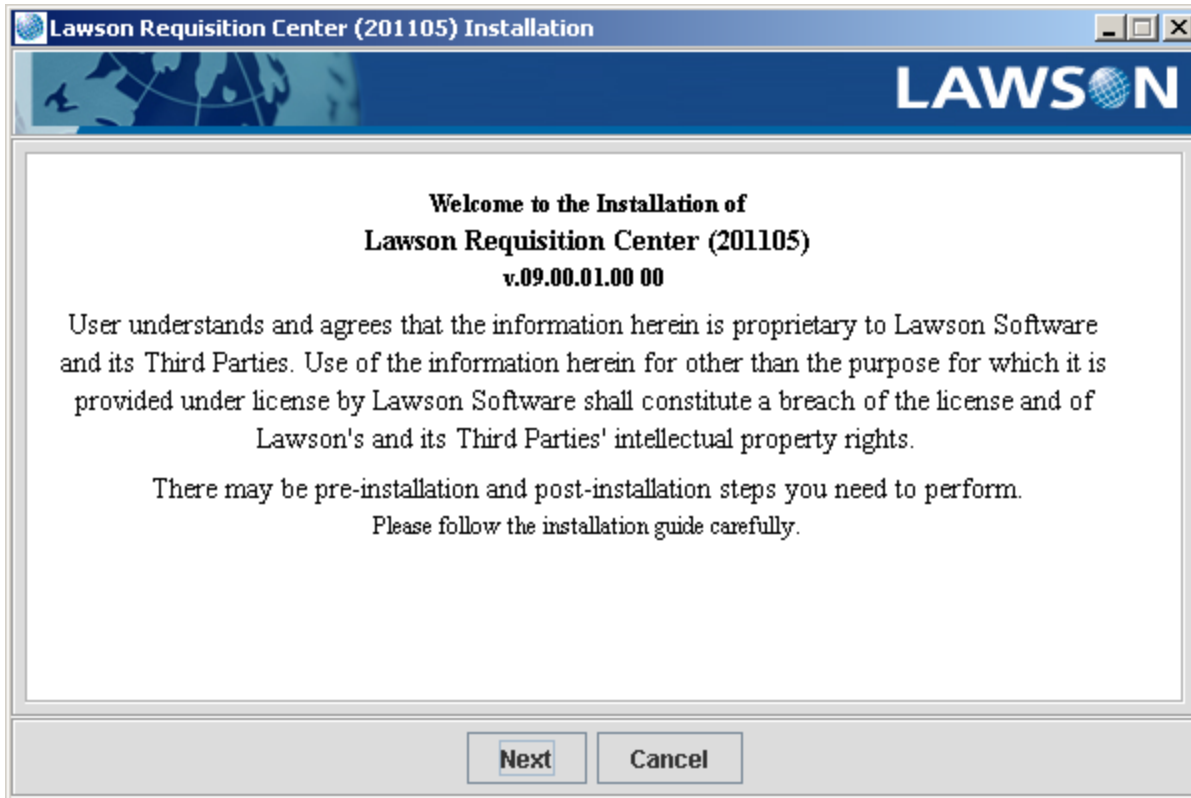 Lawson Requisition Center (201105) Installation
LAWSON
Welcome to the Installation of
Lawson Requisition Center (201105)
v.09.00.01.00 00
User understands and agrees that the information herein is proprietary to Lawson Software
and its Third Parties. Use of the information herein for other than the purpose for which it is
provided under license by Lawson Software shall constitute a breach of the license and of
Lawson's and its Third Parties' intellectual property rights.
There may be pre-installation and post-installation steps you need to perform.
Please follow the installation guide carefully.
Next Cancel